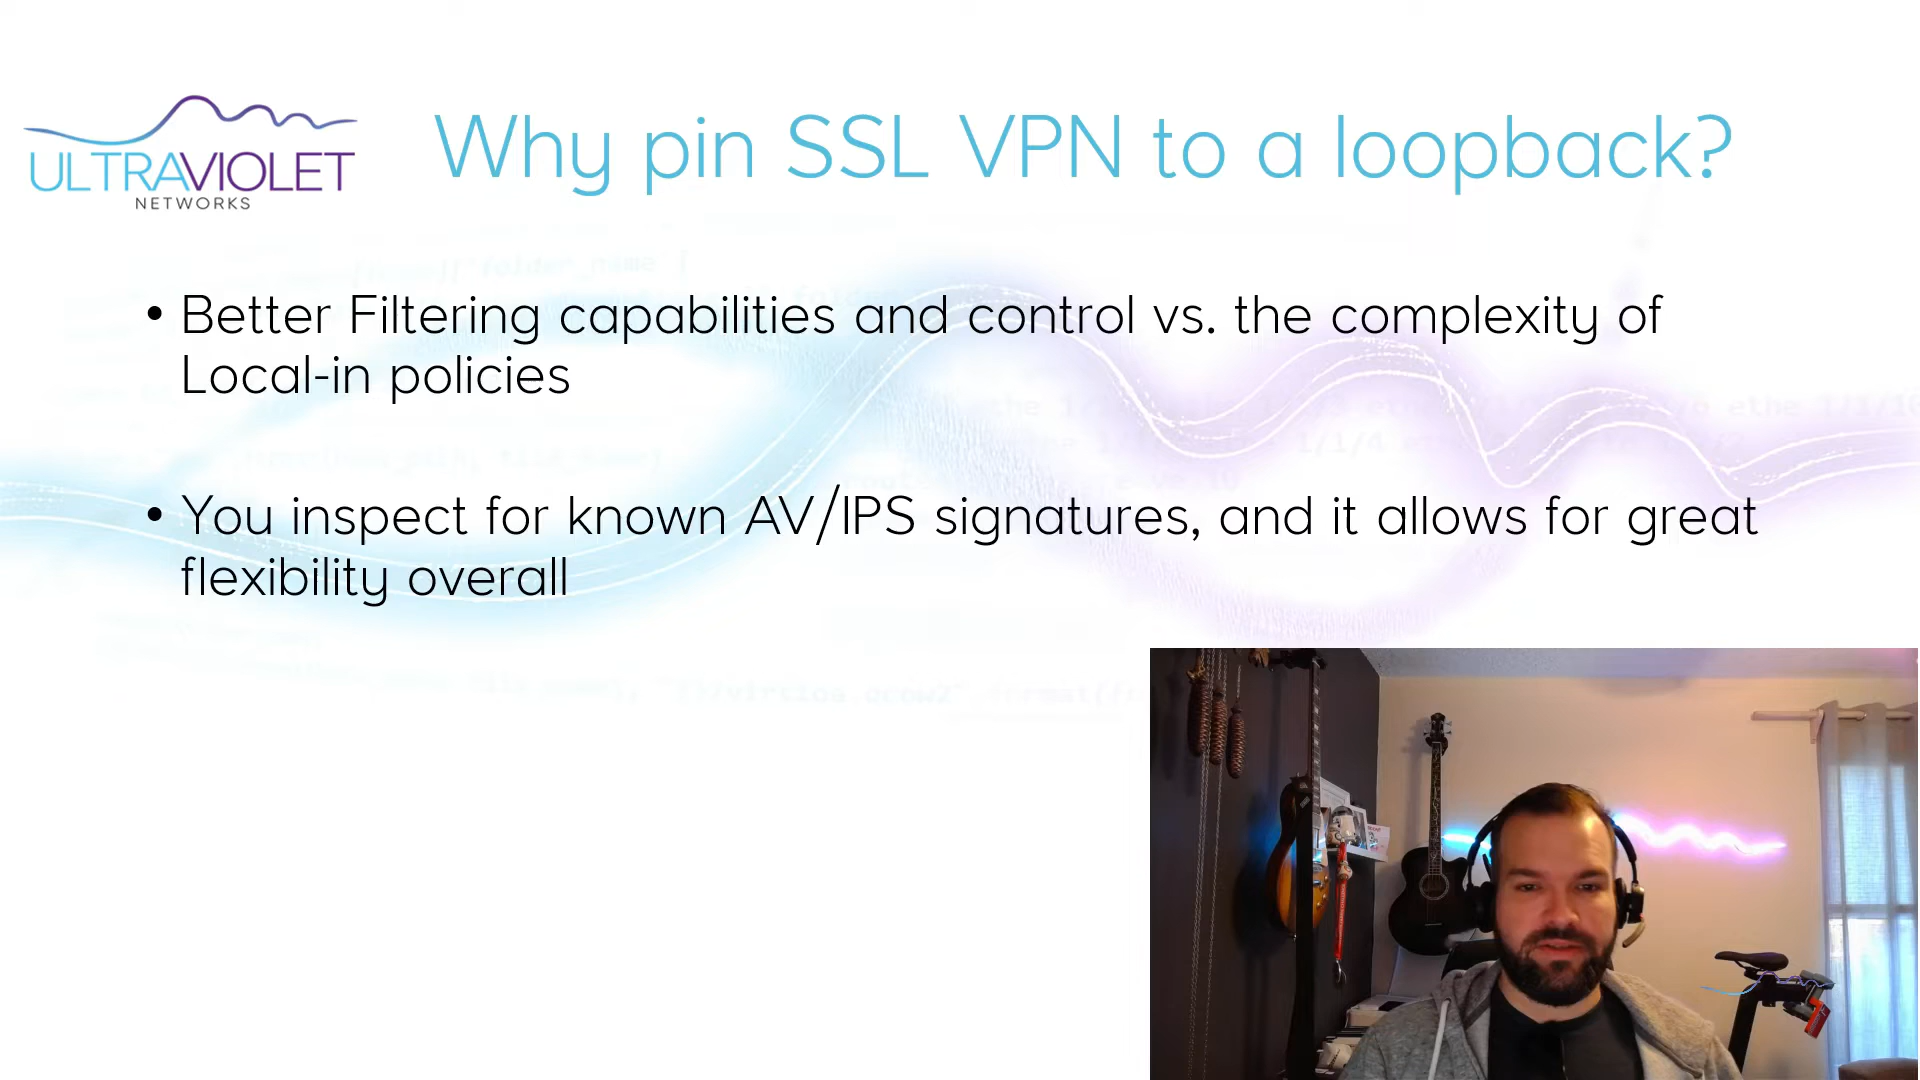 ULTRAVIOLET
NETWORKS
Why pin SSL VPN to a loopback?
• Better Filtering capabilities and control vs. the complexity of
Local-in policies
• You inspect for known AV/IPS signatures, and it allows for great
flexibility overall